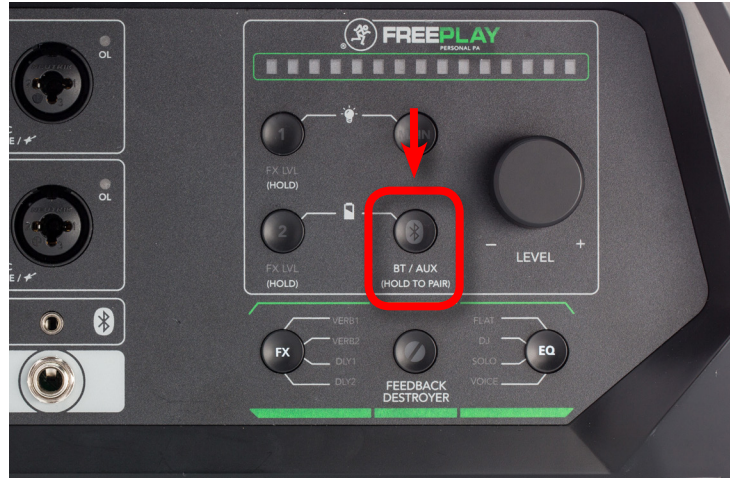 FREEPLAY
PERSONAL PA
OL
1
IN
FX LVL
(HOLD)
OL
2
FX LVL
(HOLD)
BT / AUX
(HOLD TO PAIR)
- LEVEL +
VERB1
VERB2
DLY1
DLY2
FX
FEEDBACK
DESTROYER
FLAT
DJ
SOLO
VOICE
EQ